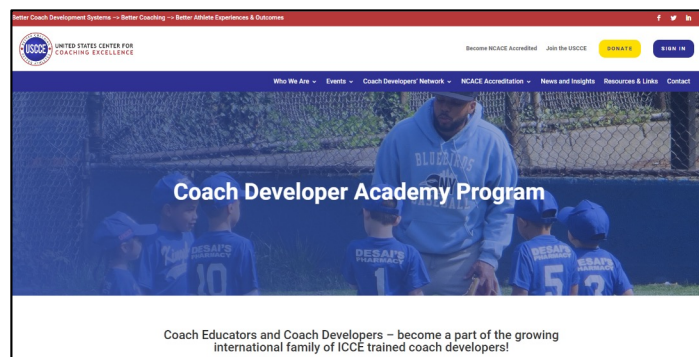 Better Coach Development Systems –> Better Coaching –> Better Athlete Experiences & Outcomes
USCCE
UNITED STATES CENTER FOR
COACHING EXCELLENCE
Become NCACE Accredited Join the USCCE DONATE SIGN IN
Who We Are Events Coach Developers' Network NCACE Accreditation News and Insights Resources & Links Contact
BLUEBIRDS
BASEBALL
Coach Developer Academy Program
DESAI'S
PHARMACY
10
DESAI'S
PHARMACY
1
DESAI'S
PHARMACY
5
DESAI'S
PHARMACY
Coach Educators and Coach Developers – become a part of the growing
international family of ICCE trained coach developers!